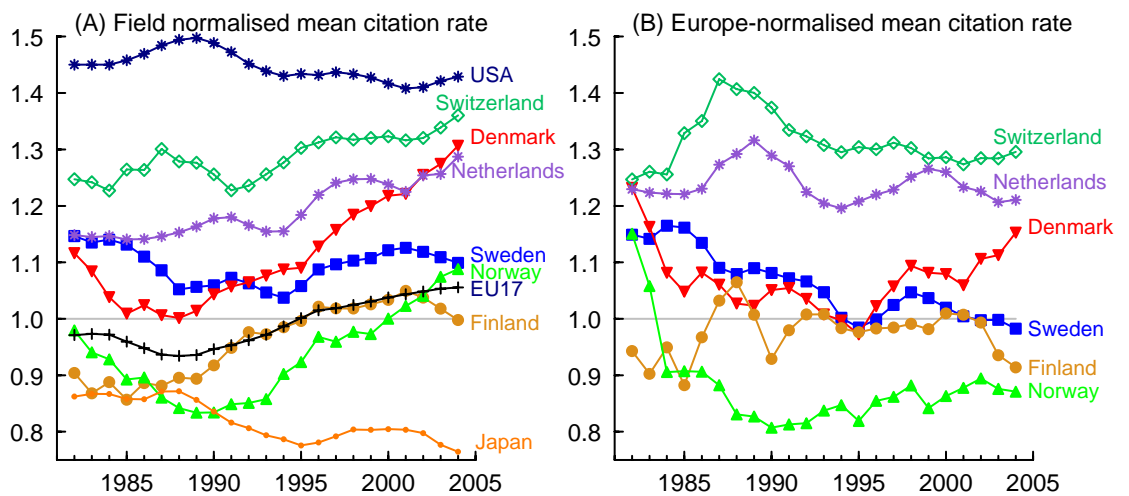 (A) Field normalised mean citation rate
1.5
1.4
1.3
1.2
1.1
1.0
0.9
0.8
USA
Switzerland
Denmark
Netherlands
Sweden
Norway
EU17
Finland
Japan
1985 1990 1995 2000 2005
(B) Europe-normalised mean citation rate
1.5
1.4
1.3
1.2
1.1
1.0
0.9
0.8
Switzerland
Netherlands
Denmark
Sweden
Finland
Norway
1985 1990 1995 2000 2005